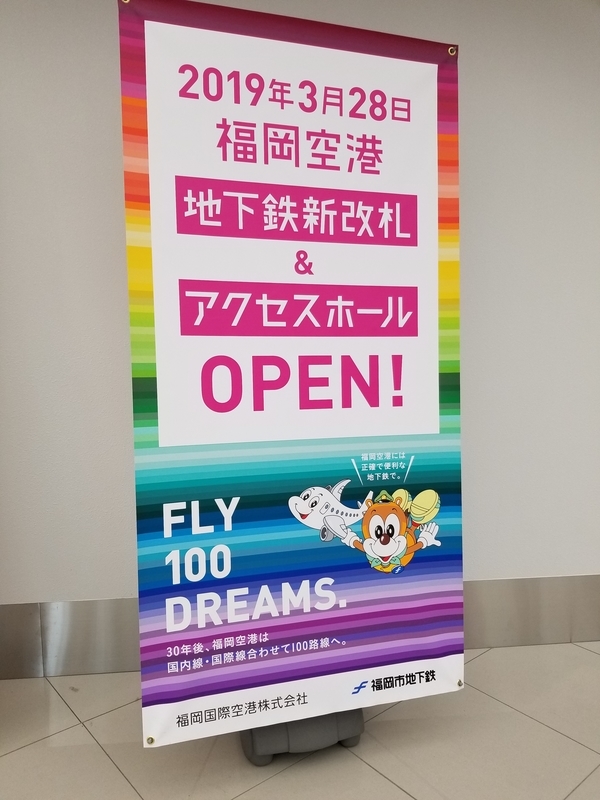 2019年3月28日
福岡空港
地下鉄新改札
&
アクセスホール
OPEN!
福岡空港には
正確で便利な
地下鉄で。
FLY
100
DREAMS.
30年後、福岡空港は
国内線・国際線合わせて100路線へ。
福岡国際空港株式会社
福岡市地下鉄